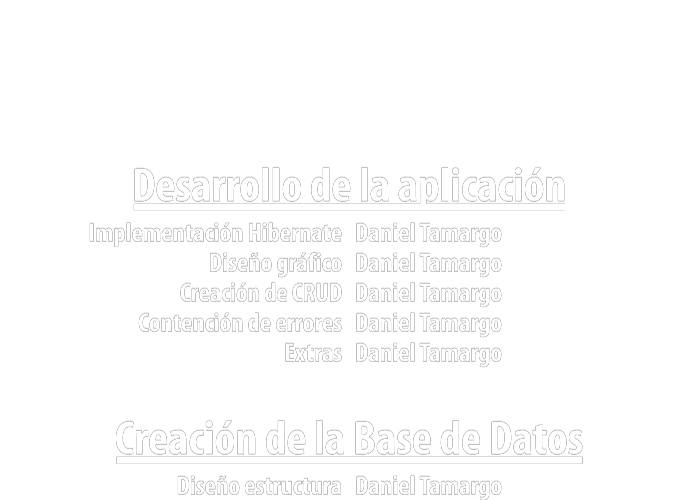 Desarrollo de la aplicación
Implementación Hibernate Daniel Tamargo
Diseño gráfico Daniel Tamargo
Creación de CRUD Daniel Tamargo
Contención de errores Daniel Tamargo
Extras Daniel Tamargo
Creación de la Base de Datos
Diseño estructura Daniel Tamargo